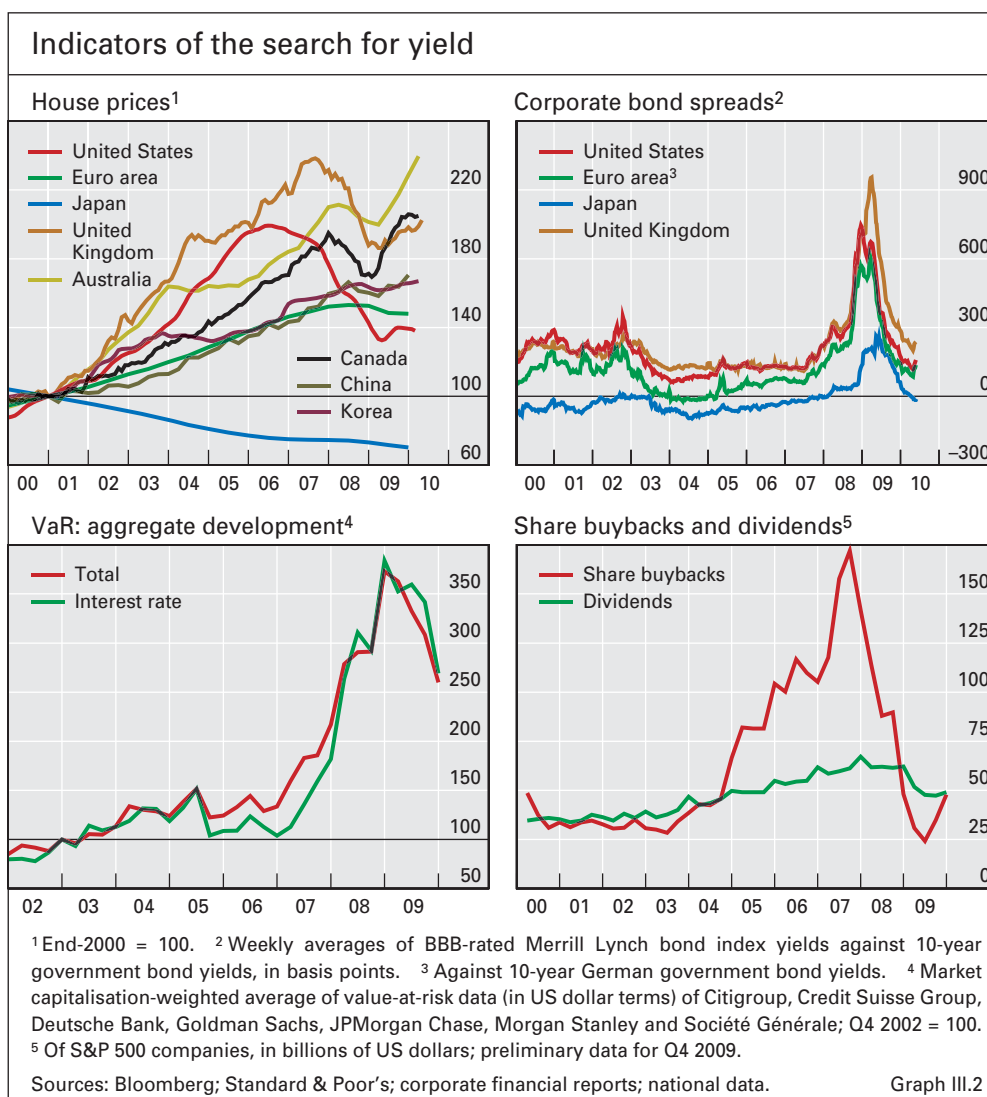 Indicators of the search for yield
House prices¹
United States
Euro area
Japan
United
Kingdom
Australia
Canada
China
Korea
220
180
140
100
60
00 01 02 03 04 05 06 07 08 09 10
Corporate bond spreads²
United States
Euro area³
Japan
United Kingdom
900
600
300
0
–300
00 01 02 03 04 05 06 07 08 09 10
VaR: aggregate development⁴
Total
Interest rate
350
300
250
200
150
100
50
02 03 04 05 06 07 08 09
Share buybacks and dividends⁵
Share buybacks
Dividends
150
125
100
75
50
25
0
00 01 02 03 04 05 06 07 08 09
¹ End-2000 = 100. ² Weekly averages of BBB-rated Merrill Lynch bond index yields against 10-year
government bond yields, in basis points. ³ Against 10-year German government bond yields. ⁴ Market
capitalisation-weighted average of value-at-risk data (in US dollar terms) of Citigroup, Credit Suisse Group,
Deutsche Bank, Goldman Sachs, JPMorgan Chase, Morgan Stanley and Société Générale; Q4 2002 = 100.
⁵ Of S&P 500 companies, in billions of US dollars; preliminary data for Q4 2009.
Sources: Bloomberg; Standard & Poor's; corporate financial reports; national data. Graph III.2